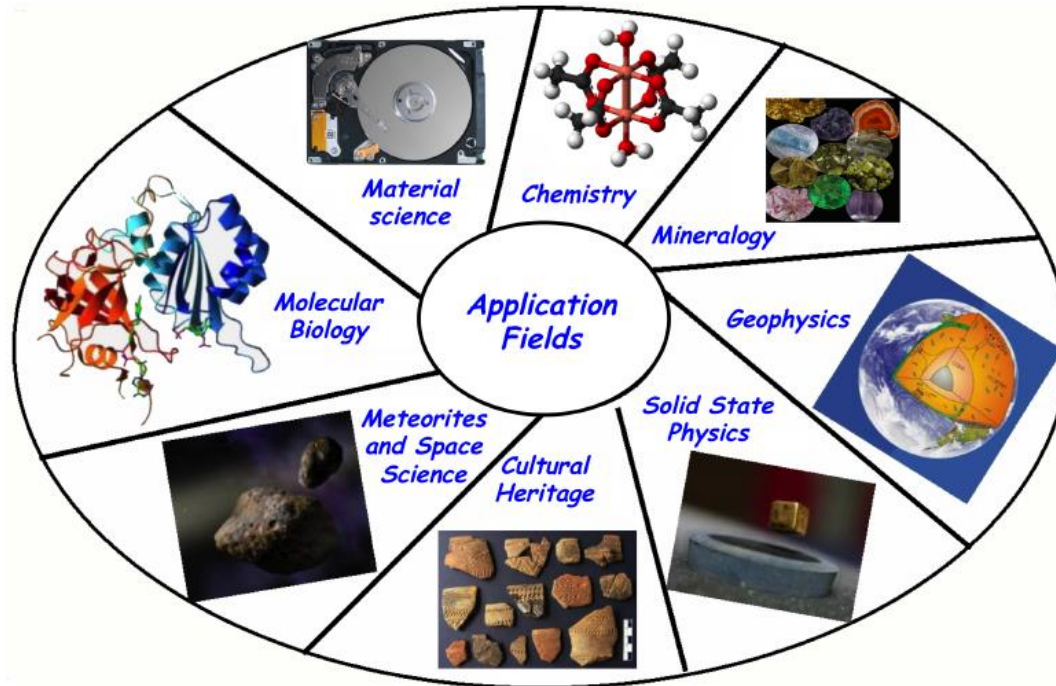 Application
Fields
Material
science
Chemistry
Mineralogy
Geophysics
Solid State
Physics
Cultural
Heritage
Meteorites
and Space
Science
Molecular
Biology